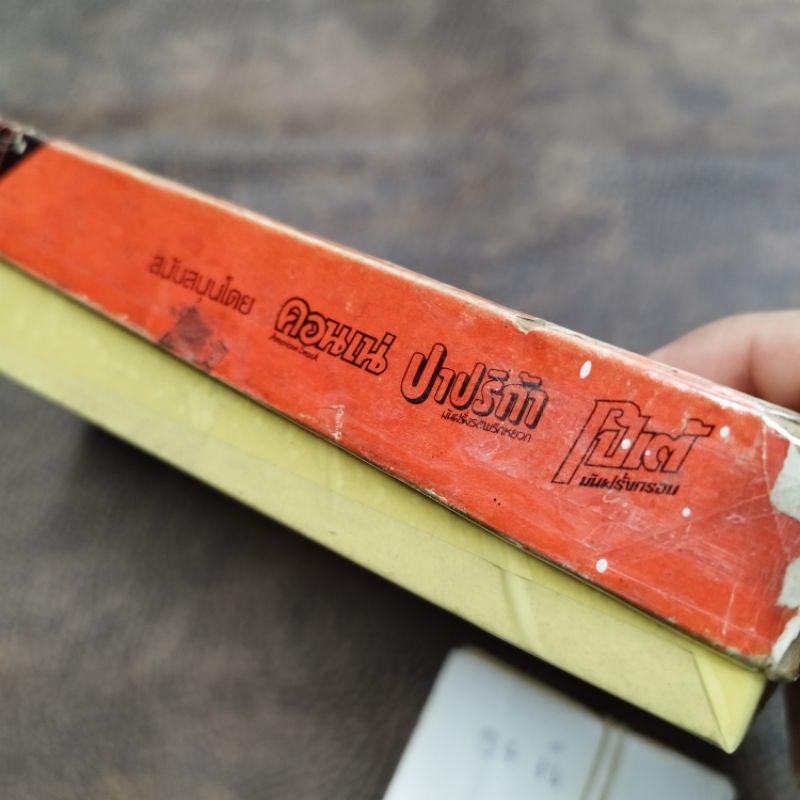 สนับสนุนโดย
คอนเน่
American Snack
ปาปริก้า
มันฝรั่งรสพริกหยวก
โปเต้
มันฝรั่งกรอบ